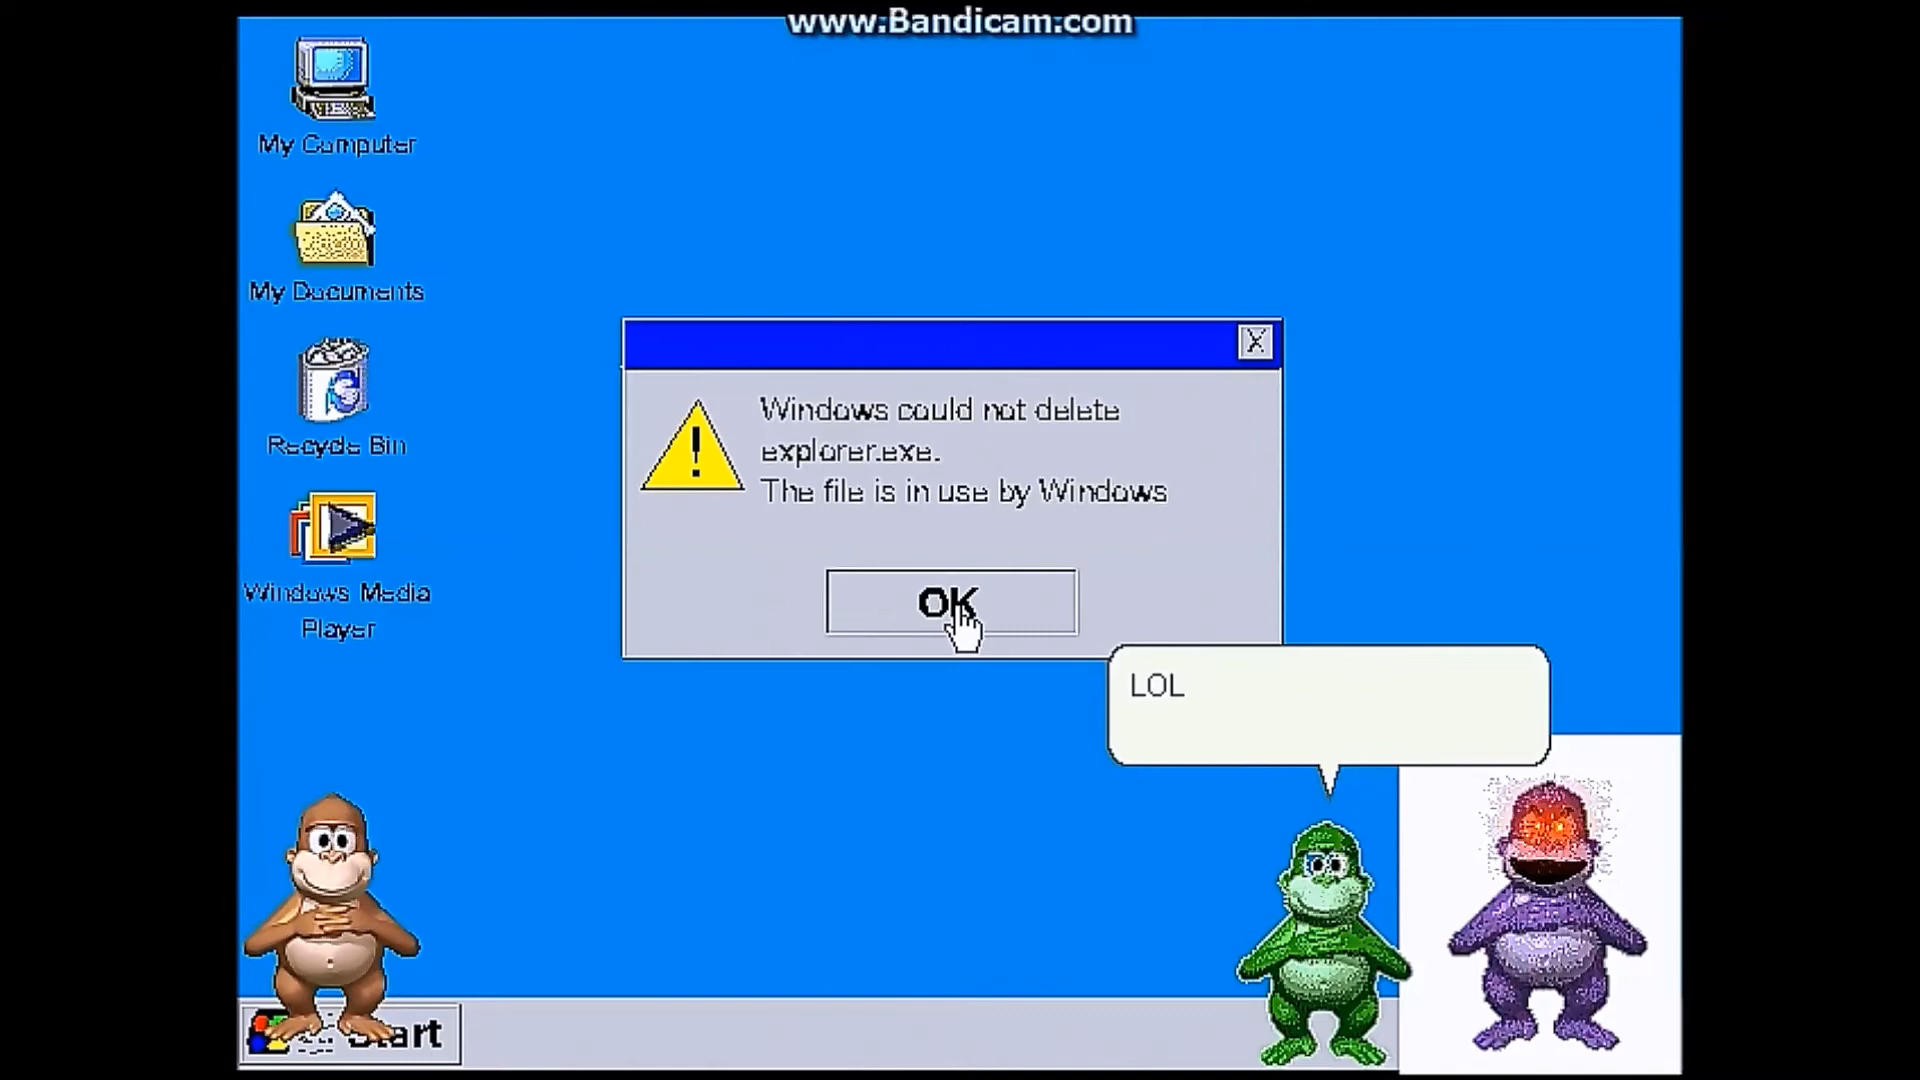 www.Bandicam.com
My Computer
My Documents
Recycle Bin
Windows Media
Player
X
Windows could not delete
explorer.exe.
The file is in use by Windows
OK
LOL
Start